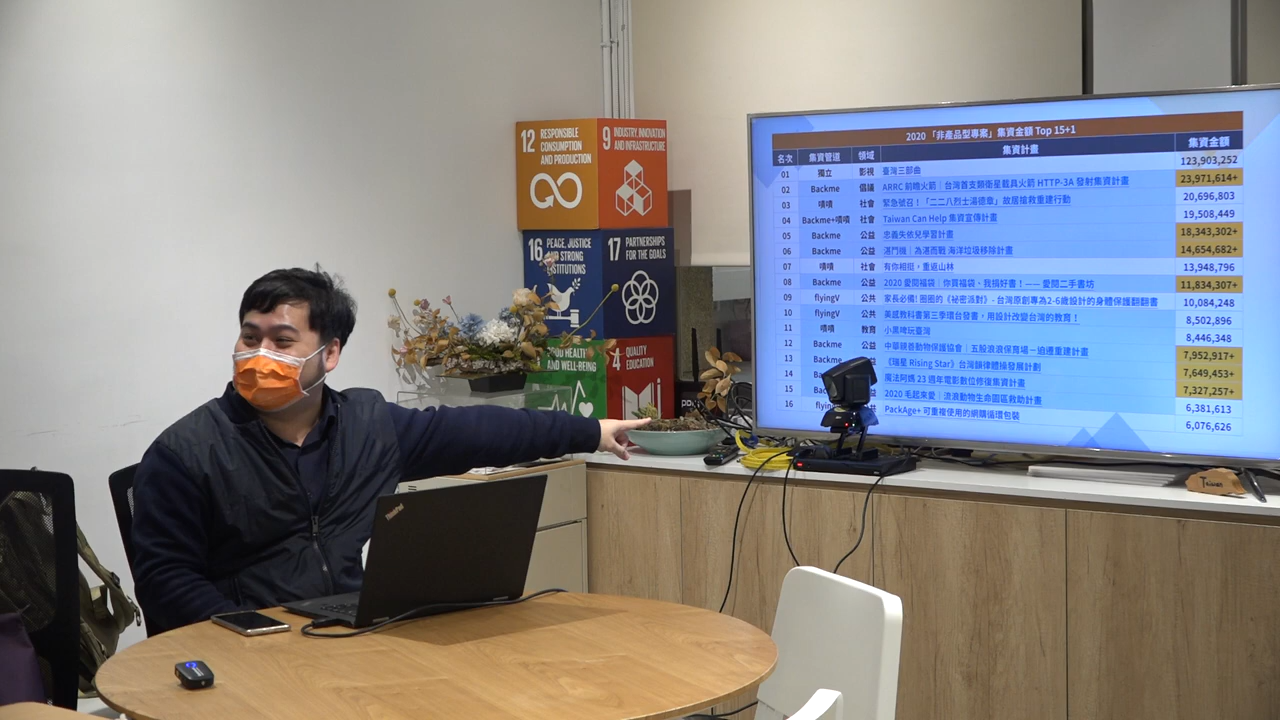 12 RESPONSIBLE
CONSUMPTION
AND PRODUCTION
9 INDUSTRY, INNOVATION
AND INFRASTRUCTURE
16 PEACE, JUSTICE
AND STRONG
INSTITUTIONS
17 PARTNERSHIPS
FOR THE GOALS
GOOD HEALTH
AND WELL-BEING
4 QUALITY
EDUCATION
ThinkPad
2020 「非產品型專案」集資金額 Top 15+1
名次 集資管道 領域 集資計畫 集資金額
01 獨立 影視 臺灣三部曲 123,903,252
02 Backme 倡議 ARRC 前瞻火箭｜台灣首支類衛星載具火箭 HTTP-3A 發射集資計畫 23,971,614+
03 嘖嘖 社會 緊急號召！「二二八烈士湯德章」故居搶救重建行動 20,696,803
04 Backme+嘖嘖 社會 Taiwan Can Help 集資宣傳計畫 19,508,449
05 Backme 公益 忠義失依兒學習計畫 18,343,302+
06 Backme 公益 湛鬥機｜為湛而戰 海洋垃圾移除計畫 14,654,682+
07 嘖嘖 社會 有你相挺，重返山林 13,948,796
08 Backme 公益 2020 愛閱福袋｜你買福袋、我捐好書！—— 愛閱二手書坊 11,834,307+
09 flyingV 公共 家長必備! 圈圈的《祕密派對》- 台灣原創專為2-6歲設計的身體保護翻翻書 10,084,248
10 flyingV 公共 美感教科書第三季環台發書，用設計改變台灣的教育！ 8,502,896
11 嘖嘖 教育 小黑啤玩臺灣 8,446,348
12 Backme 公益 中華親善動物保護協會｜五股浪浪保育場－迫遷重建計畫 7,952,917+
13 Backme 《瑞星 Rising Star》台灣韻律體操發展計劃 7,649,453+
14 Backme 魔法阿媽 23 週年電影數位修復集資計畫 7,327,257+
15 Backme 2020 毛起來愛｜流浪動物生命園區救助計畫 6,381,613
16 PackAge+ 可重複使用的網購循環包裝 6,076,626